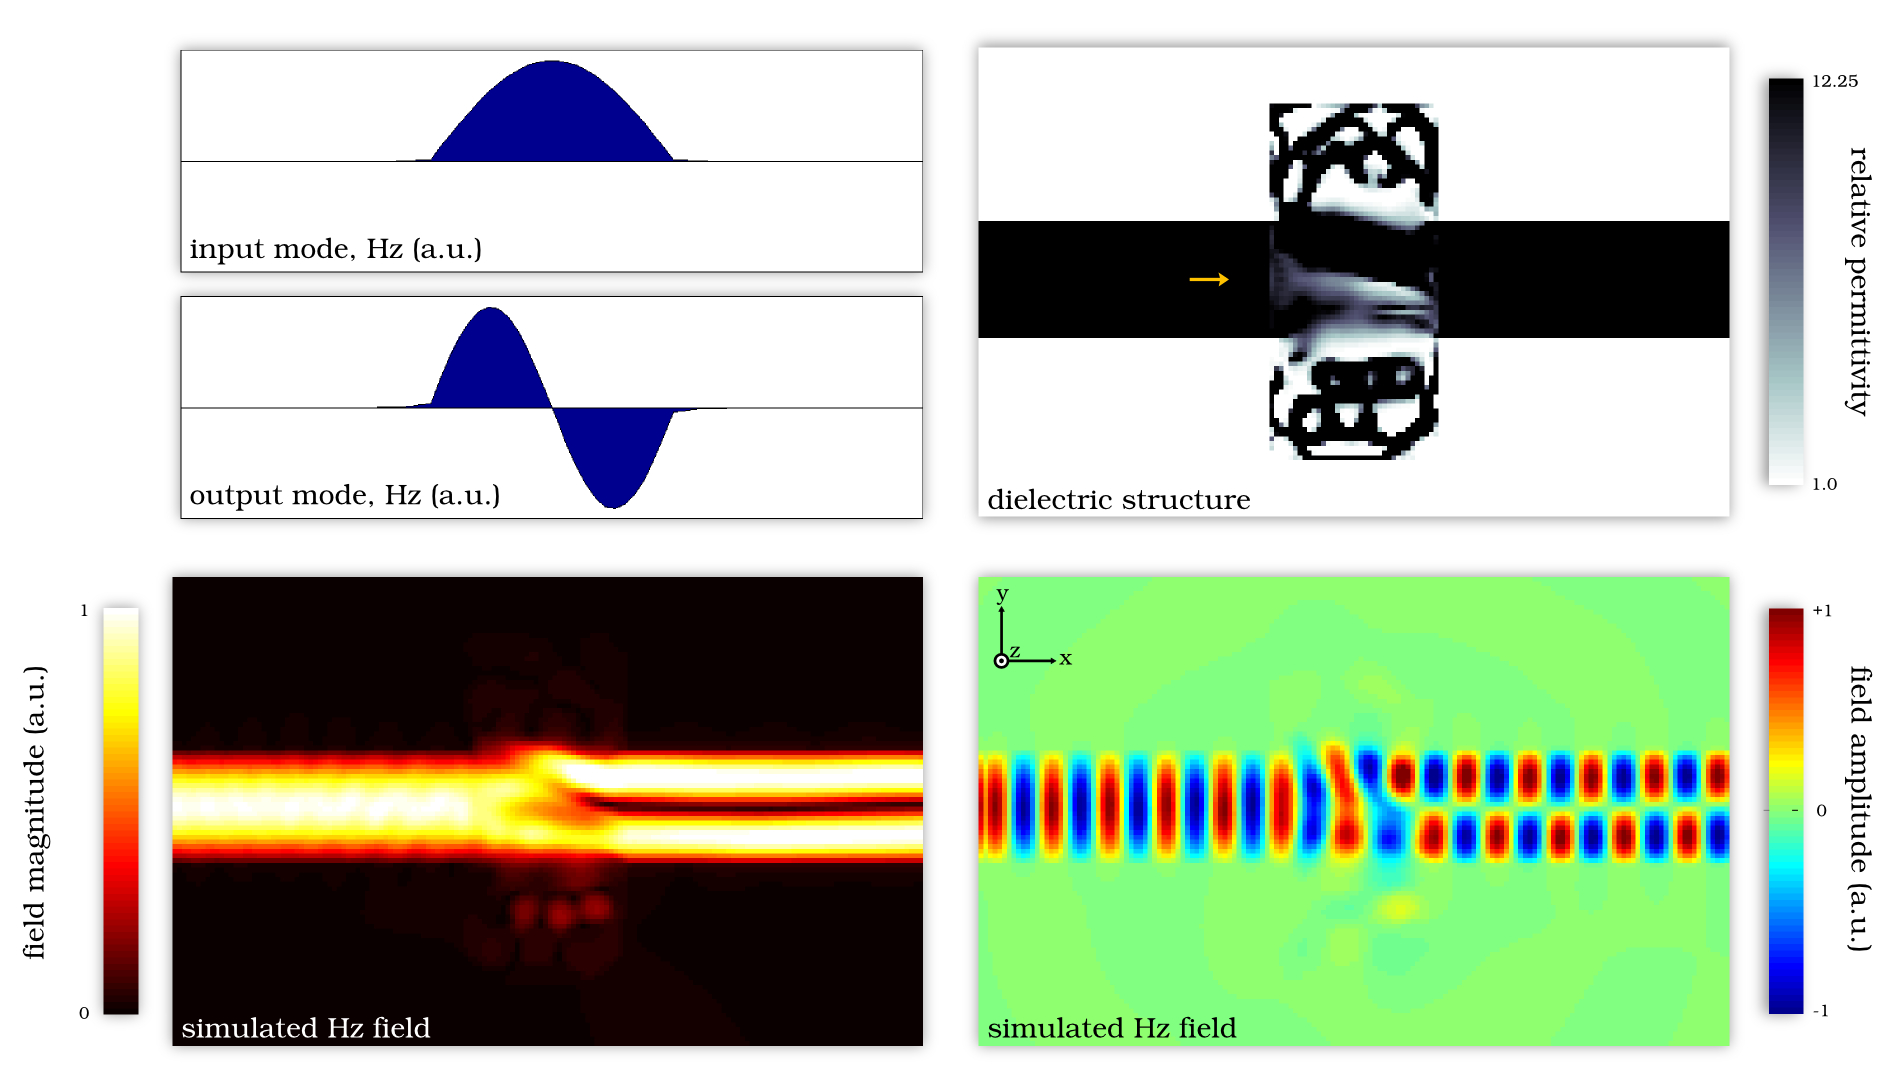 input mode, Hz (a.u.)
output mode, Hz (a.u.)
dielectric structure
12.25
relative permittivity
1.0
1
field magnitude (a.u.)
0
simulated Hz field
y
z
x
simulated Hz field
+1
field amplitude (a.u.)
0
-1